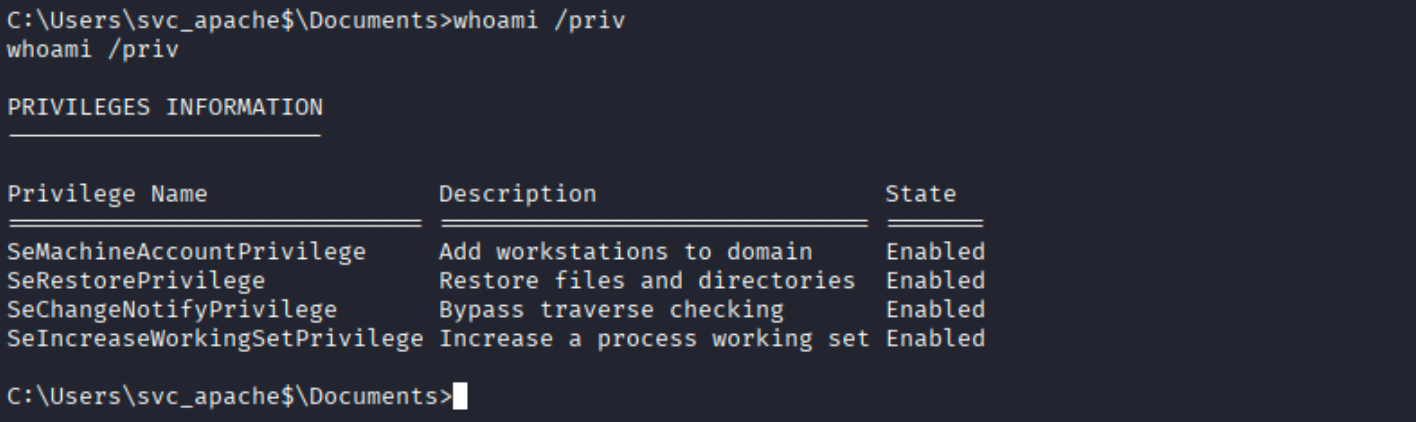 C:\Users\svc_apache$\Documents>whoami /priv
whoami /priv
PRIVILEGES INFORMATION
----------------------
Privilege Name Description State
============================= ============================== =======
SeMachineAccountPrivilege Add workstations to domain Enabled
SeRestorePrivilege Restore files and directories Enabled
SeChangeNotifyPrivilege Bypass traverse checking Enabled
SeIncreaseWorkingSetPrivilege Increase a process working set Enabled
C:\Users\svc_apache$\Documents>